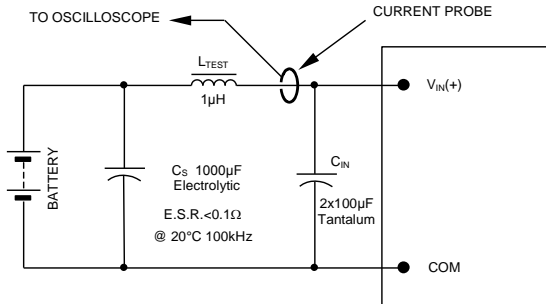 TO OSCILLOSCOPE
CURRENT PROBE
LTEST
1µH
VIN(+)
BATTERY
CS 1000µF
Electrolytic
E.S.R.<0.1Ω
@ 20°C 100kHz
CIN
2x100µF
Tantalum
COM